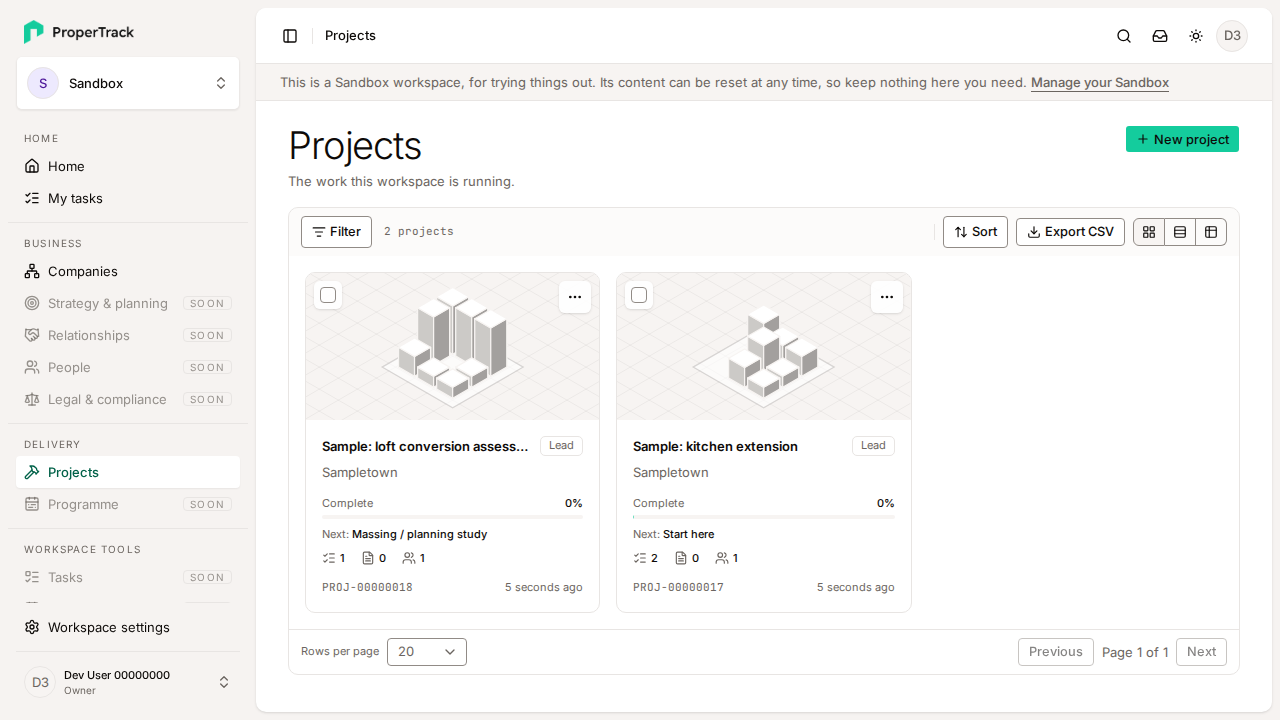 ProperTrack
S
Sandbox
HOME
Home
My tasks
BUSINESS
Companies
Strategy & planning SOON
Relationships SOON
People SOON
Legal & compliance SOON
DELIVERY
Projects
Programme SOON
WORKSPACE TOOLS
Tasks SOON
Workspace settings
D3
Dev User 00000000
Owner
Projects
D3
This is a Sandbox workspace, for trying things out. Its content can be reset at any time, so keep nothing here you need. Manage your Sandbox
Projects
New project
The work this workspace is running.
Filter
2 projects
Sort
Export CSV
Sample: loft conversion assess... Lead
Sampletown
Complete 0%
Next: Massing / planning study
1 0 1
PROJ-00000018 5 seconds ago
Sample: kitchen extension Lead
Sampletown
Complete 0%
Next: Start here
2 0 1
PROJ-00000017 5 seconds ago
Rows per page 20
Previous Page 1 of 1 Next